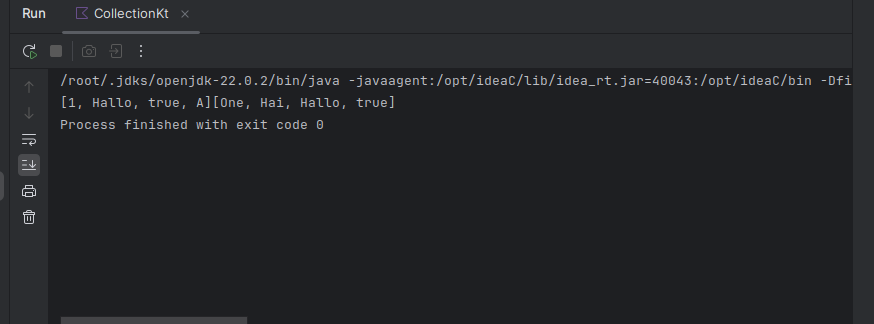 Run CollectionKt
/root/.jdks/openjdk-22.0.2/bin/java -javaagent:/opt/ideaC/lib/idea_rt.jar=40043:/opt/ideaC/bin -Dfi
[1, Hallo, true, A][One, Hai, Hallo, true]
Process finished with exit code 0